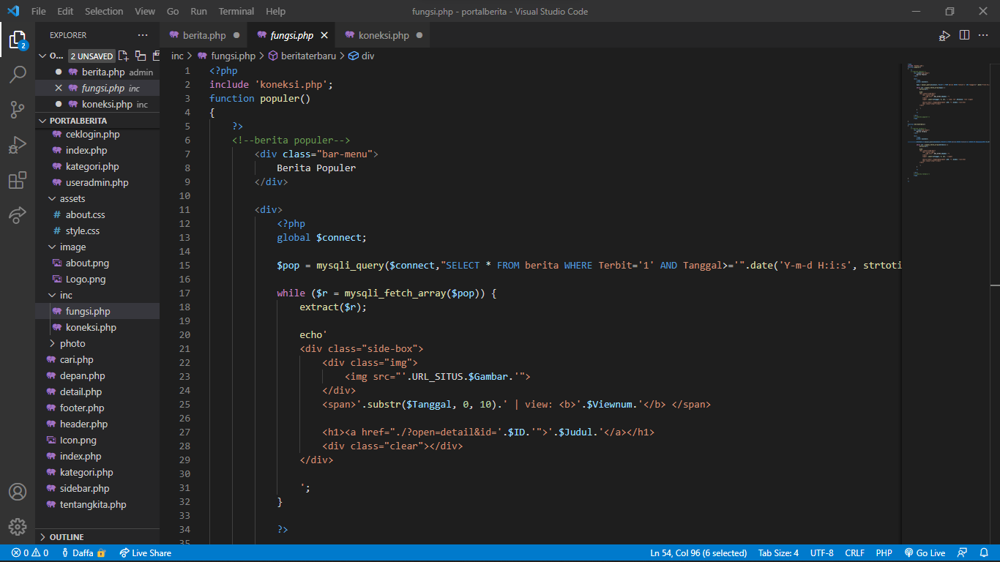 File Edit Selection View Go Run Terminal Help
fungsi.php - portalberita - Visual Studio Code
EXPLORER
berita.php
fungsi.php
koneksi.php
O... 2 UNSAVED
berita.php admin
fungsi.php inc
koneksi.php inc
PORTALBERITA
ceklogin.php
index.php
kategori.php
useradmin.php
assets
# about.css
# style.css
image
about.png
Logo.png
inc
fungsi.php
koneksi.php
photo
cari.php
depan.php
detail.php
footer.php
header.php
Icon.png
index.php
kategori.php
sidebar.php
tentangkita.php
OUTLINE
2
inc > fungsi.php > beritaterbaru > div
1 <?php
2 include 'koneksi.php';
3 function populer()
4 {
5 ?>
6 <!--berita populer-->
7 <div class="bar-menu">
8 Berita Populer
9 </div>
10
11 <div>
12 <?php
13 global $connect;
14
15 $pop = mysqli_query($connect,"SELECT * FROM berita WHERE Terbit='1' AND Tanggal>='".date('Y-m-d H:i:s', strtoti
16
17 while ($r = mysqli_fetch_array($pop)) {
18 extract($r);
19
20 echo'
21 <div class="side-box">
22 <div class="img">
23 <img src="'.URL_SITUS.$Gambar.'">
24 </div>
25 <span>'.substr($Tanggal, 0, 10).' | view: <b>'.$Viewnum.'</b> </span>
26
27 <h1><a href="./?open=detail&id='.$ID.'">'.$Judul.'</a></h1>
28 <div class="clear"></div>
29 </div>
30
31 ';
32 }
33
34 ?>
35
0 0 Daffa Live Share
Ln 54, Col 96 (6 selected) Tab Size: 4 UTF-8 CRLF PHP Go Live